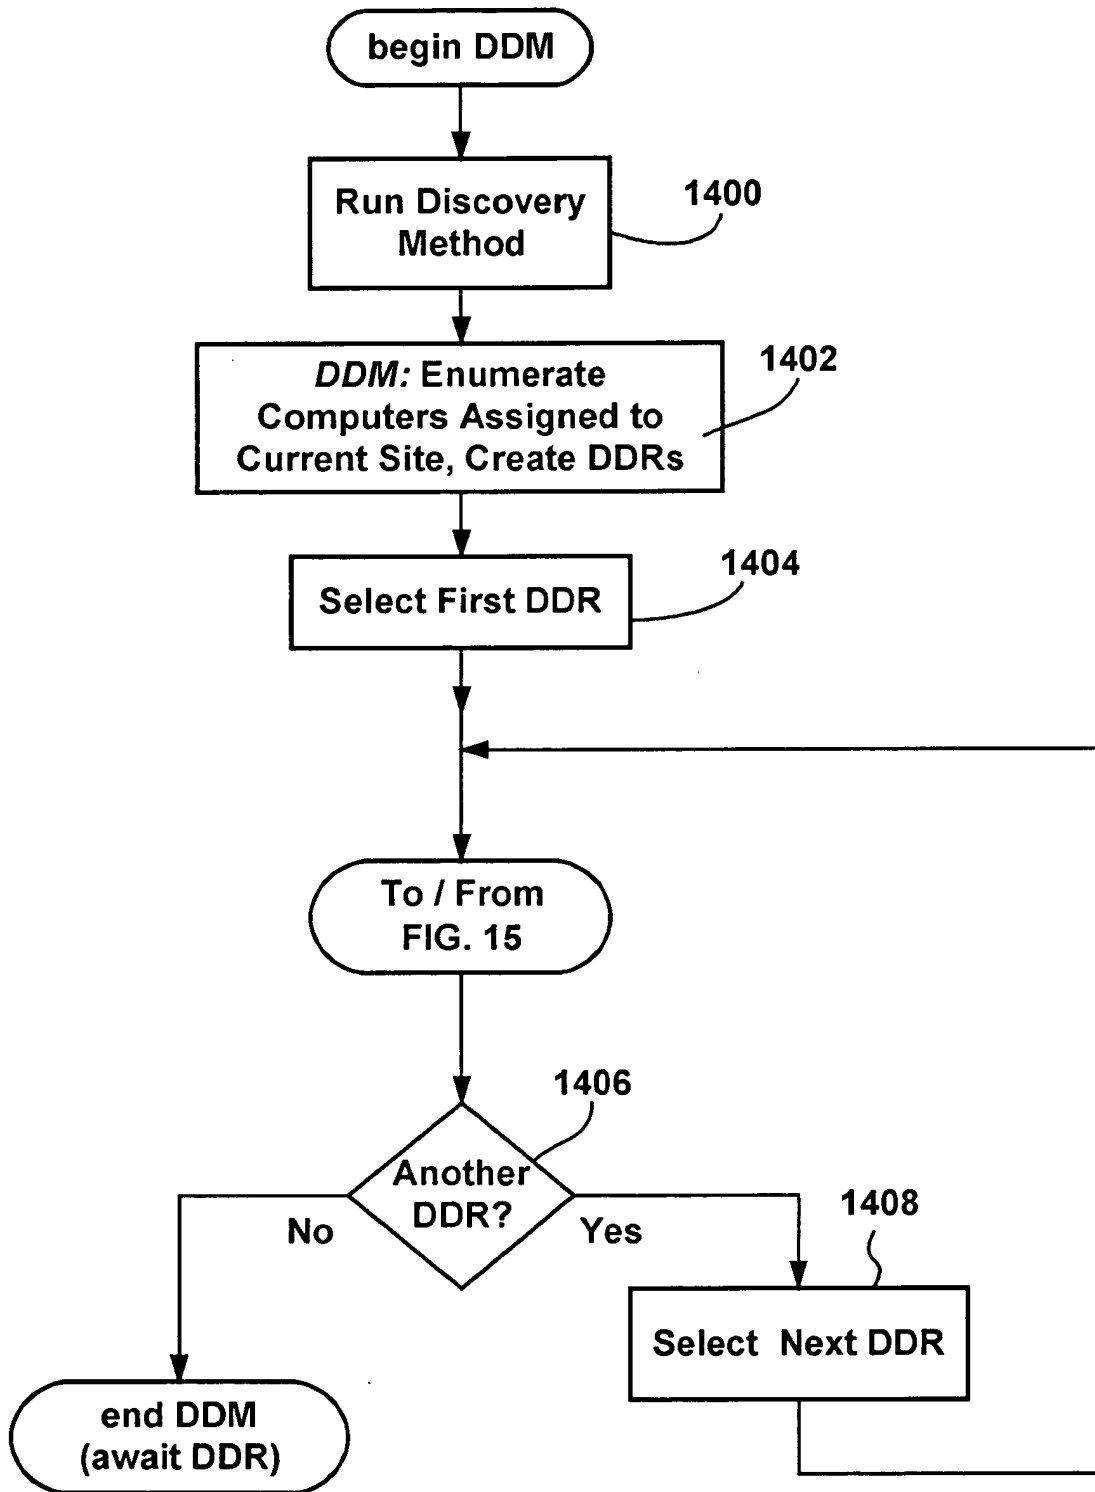 begin DDM
Run Discovery
Method
1400
DDM: Enumerate
Computers Assigned to
Current Site, Create DDRs
1402
Select First DDR
1404
To / From
FIG. 15
1406
Another
DDR?
No
Yes
1408
Select Next DDR
end DDM
(await DDR)